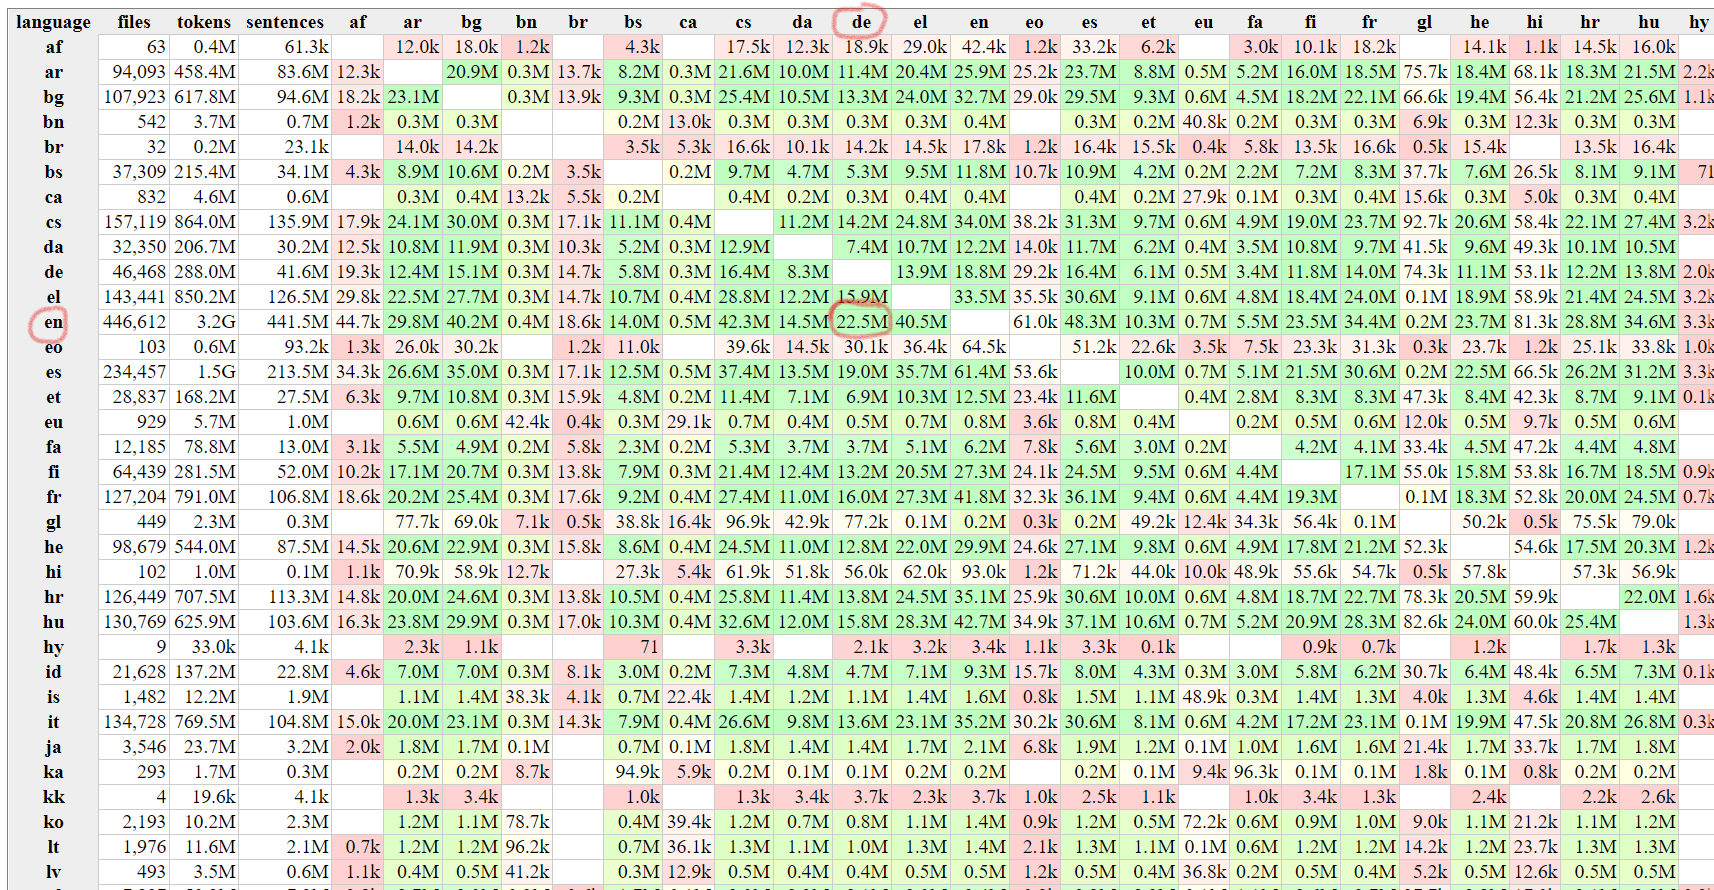 language files tokens sentences af ar bg bn br bs ca cs da de el en eo es et eu fa fi fr gl he hi hr hu hy
af 63 0.4M 61.3k 12.0k 18.0k 1.2k 4.3k 17.5k 12.3k 18.9k 29.0k 42.4k 1.2k 33.2k 6.2k 3.0k 10.1k 18.2k 14.1k 1.1k 14.5k 16.0k
ar 94,093 458.4M 83.6M 12.3k 20.9M 0.3M 13.7k 8.2M 0.3M 21.6M 10.0M 11.4M 20.4M 25.9M 25.2k 23.7M 8.8M 0.5M 5.2M 16.0M 18.5M 75.7k 18.4M 68.1k 18.3M 21.5M 2.2k
bg 107,923 617.8M 94.6M 18.2k 23.1M 0.3M 13.9k 9.3M 0.3M 25.4M 10.5M 13.3M 24.0M 32.7M 29.0k 29.5M 9.3M 0.6M 4.5M 18.2M 22.1M 66.6k 19.4M 56.4k 21.2M 25.6M 1.1k
bn 542 3.7M 0.7M 1.2k 0.3M 0.3M 0.2M 13.0k 0.3M 0.3M 0.3M 0.3M 0.4M 0.3M 0.2M 40.8k 0.2M 0.3M 0.3M 6.9k 0.3M 12.3k 0.3M 0.3M
br 32 0.2M 23.1k 14.0k 14.2k 3.5k 5.3k 16.6k 10.1k 14.2k 14.5k 17.8k 1.2k 16.4k 15.5k 0.4k 5.8k 13.5k 16.6k 0.5k 15.4k 13.5k 16.4k
bs 37,309 215.4M 34.1M 4.3k 8.9M 10.6M 0.2M 3.5k 0.2M 9.7M 4.7M 5.3M 9.5M 11.8M 10.7k 10.9M 4.2M 0.2M 2.2M 7.2M 8.3M 37.7k 7.6M 26.5k 8.1M 9.1M 71
ca 832 4.6M 0.6M 0.3M 0.4M 13.2k 5.5k 0.2M 0.4M 0.2M 0.3M 0.4M 0.4M 0.4M 0.2M 27.9k 0.1M 0.3M 0.4M 15.6k 0.3M 5.0k 0.3M 0.4M
cs 157,119 864.0M 135.9M 17.9k 24.1M 30.0M 0.3M 17.1k 11.1M 0.4M 11.2M 14.2M 24.8M 34.0M 38.2k 31.3M 9.7M 0.6M 4.9M 19.0M 23.7M 92.7k 20.6M 58.4k 22.1M 27.4M 3.2k
da 32,350 206.7M 30.2M 12.5k 10.8M 11.9M 0.3M 10.3k 5.2M 0.3M 12.9M 7.4M 10.7M 12.2M 14.0k 11.7M 6.2M 0.4M 3.5M 10.8M 9.7M 41.5k 9.6M 49.3k 10.1M 10.5M
de 46,468 288.0M 41.6M 19.3k 12.4M 15.1M 0.3M 14.7k 5.8M 0.3M 16.4M 8.3M 13.9M 18.8M 29.2k 16.4M 6.1M 0.5M 3.4M 11.8M 14.0M 74.3k 11.1M 53.1k 12.2M 13.8M 2.0k
el 143,441 850.2M 126.5M 29.8k 22.5M 27.7M 0.3M 14.7k 10.7M 0.4M 28.8M 12.2M 15.9M 33.5M 35.5k 30.6M 9.1M 0.6M 4.8M 18.4M 24.0M 0.1M 18.9M 58.9k 21.4M 24.5M 3.2k
en 446,612 3.2G 441.5M 44.7k 29.8M 40.2M 0.4M 18.6k 14.0M 0.5M 42.3M 14.5M 22.5M 40.5M 61.0k 48.3M 10.3M 0.7M 5.5M 23.5M 34.4M 0.2M 23.7M 81.3k 28.8M 34.6M 3.3k
eo 103 0.6M 93.2k 1.3k 26.0k 30.2k 1.2k 11.0k 39.6k 14.5k 30.1k 36.4k 64.5k 51.2k 22.6k 3.5k 7.5k 23.3k 31.3k 0.3k 23.7k 1.2k 25.1k 33.8k 1.0k
es 234,457 1.5G 213.5M 34.3k 26.6M 35.0M 0.3M 17.1k 12.5M 0.5M 37.4M 13.5M 19.0M 35.7M 61.4M 53.6k 10.0M 0.7M 5.1M 21.5M 30.6M 0.2M 22.5M 66.5k 26.2M 31.2M 3.3k
et 28,837 168.2M 27.5M 6.3k 9.7M 10.8M 0.3M 15.9k 4.8M 0.2M 11.4M 7.1M 6.9M 10.3M 12.5M 23.4k 11.6M 0.4M 2.8M 8.3M 8.3M 47.3k 8.4M 42.3k 8.7M 9.1M 0.1k
eu 929 5.7M 1.0M 0.6M 0.6M 42.4k 0.4k 0.3M 29.1k 0.7M 0.4M 0.5M 0.7M 0.8M 3.6k 0.8M 0.4M 0.2M 0.5M 0.6M 12.0k 0.5M 9.7k 0.5M 0.6M
fa 12,185 78.8M 13.0M 3.1k 5.5M 4.9M 0.2M 5.8k 2.3M 0.2M 5.3M 3.7M 3.7M 5.1M 6.2M 7.8k 5.6M 3.0M 0.2M 4.2M 4.1M 33.4k 4.5M 47.2k 4.4M 4.8M
fi 64,439 281.5M 52.0M 10.2k 17.1M 20.7M 0.3M 13.8k 7.9M 0.3M 21.4M 12.4M 13.2M 20.5M 27.3M 24.1k 24.5M 9.5M 0.6M 4.4M 17.1M 55.0k 15.8M 53.8k 16.7M 18.5M 0.9k
fr 127,204 791.0M 106.8M 18.6k 20.2M 25.4M 0.3M 17.6k 9.2M 0.4M 27.4M 11.0M 16.0M 27.3M 41.8M 32.3k 36.1M 9.4M 0.6M 4.4M 19.3M 0.1M 18.3M 52.8k 20.0M 24.5M 0.7k
gl 449 2.3M 0.3M 77.7k 69.0k 7.1k 0.5k 38.8k 16.4k 96.9k 42.9k 77.2k 0.1M 0.2M 0.3k 0.2M 49.2k 12.4k 34.3k 56.4k 0.1M 50.2k 0.5k 75.5k 79.0k
he 98,679 544.0M 87.5M 14.5k 20.6M 22.9M 0.3M 15.8k 8.6M 0.4M 24.5M 11.0M 12.8M 22.0M 29.9M 24.6k 27.1M 9.8M 0.6M 4.9M 17.8M 21.2M 52.3k 54.6k 17.5M 20.3M 1.2k
hi 102 1.0M 0.1M 1.1k 70.9k 58.9k 12.7k 27.3k 5.4k 61.9k 51.8k 56.0k 62.0k 93.0k 1.2k 71.2k 44.0k 10.0k 48.9k 55.6k 54.7k 0.5k 57.8k 57.3k 56.9k
hr 126,449 707.5M 113.3M 14.8k 20.0M 24.6M 0.3M 13.8k 10.5M 0.4M 25.8M 11.4M 13.8M 24.5M 35.1M 25.9k 30.6M 10.0M 0.6M 4.8M 18.7M 22.7M 78.3k 20.5M 59.9k 22.0M 1.6k
hu 130,769 625.9M 103.6M 16.3k 23.8M 29.9M 0.3M 17.0k 10.3M 0.4M 32.6M 12.0M 15.8M 28.3M 42.7M 34.9k 37.1M 10.6M 0.7M 5.2M 20.9M 28.3M 82.6k 24.0M 60.0k 25.4M 1.3k
hy 9 33.0k 4.1k 2.3k 1.1k 71 3.3k 2.1k 3.2k 3.4k 1.1k 3.3k 0.1k 0.9k 0.7k 1.2k 1.7k 1.3k
id 21,628 137.2M 22.8M 4.6k 7.0M 7.0M 0.3M 8.1k 3.0M 0.2M 7.3M 4.8M 4.7M 7.1M 9.3M 15.7k 8.0M 4.3M 0.3M 3.0M 5.8M 6.2M 30.7k 6.4M 48.4k 6.5M 7.3M 0.1k
is 1,482 12.2M 1.9M 1.1M 1.4M 38.3k 4.1k 0.7M 22.4k 1.4M 1.2M 1.1M 1.4M 1.6M 0.8k 1.5M 1.1M 48.9k 0.3M 1.4M 1.3M 4.0k 1.3M 4.6k 1.4M 1.4M
it 134,728 769.5M 104.8M 15.0k 20.0M 23.1M 0.3M 14.3k 7.9M 0.4M 26.6M 9.8M 13.6M 23.1M 35.2M 30.2k 30.6M 8.1M 0.6M 4.2M 17.2M 23.1M 0.1M 19.9M 47.5k 20.8M 26.8M 0.3k
ja 3,546 23.7M 3.2M 2.0k 1.8M 1.7M 0.1M 0.7M 0.1M 1.8M 1.4M 1.4M 1.7M 2.1M 6.8k 1.9M 1.2M 0.1M 1.0M 1.6M 1.6M 21.4k 1.7M 33.7k 1.7M 1.8M
ka 293 1.7M 0.3M 0.2M 0.2M 8.7k 94.9k 5.9k 0.2M 0.1M 0.1M 0.2M 0.2M 0.2M 0.1M 9.4k 96.3k 0.1M 0.1M 1.8k 0.1M 0.8k 0.2M 0.2M
kk 4 19.6k 4.1k 1.3k 3.4k 1.0k 1.3k 3.4k 3.7k 2.3k 3.7k 1.0k 2.5k 1.1k 1.0k 3.4k 1.3k 2.4k 2.2k 2.6k
ko 2,193 10.2M 2.3M 1.2M 1.1M 78.7k 0.4M 39.4k 1.2M 0.7M 0.8M 1.1M 1.4M 0.9k 1.2M 0.5M 72.2k 0.6M 0.9M 1.0M 9.0k 1.1M 21.2k 1.1M 1.2M
lt 1,976 11.6M 2.1M 0.7k 1.2M 1.2M 96.2k 0.7M 36.1k 1.3M 1.1M 1.0M 1.3M 1.4M 2.1k 1.3M 1.1M 0.1M 0.6M 1.2M 1.2M 14.2k 1.2M 23.7k 1.3M 1.3M
lv 493 3.5M 0.6M 1.1k 0.4M 0.5M 41.2k 0.3M 12.9k 0.5M 0.4M 0.4M 0.5M 0.5M 1.2k 0.5M 0.4M 36.8k 0.2M 0.5M 0.4M 5.2k 0.5M 12.6k 0.5M 0.5M